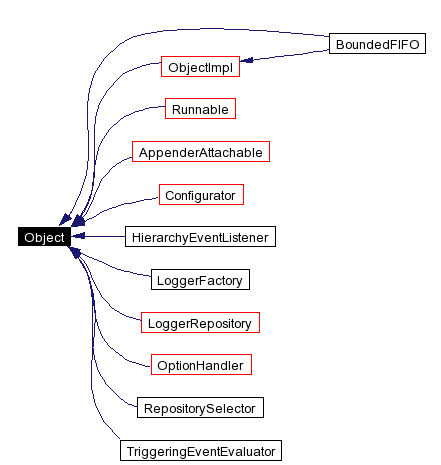 BoundedFIFO
ObjectImpl
Runnable
AppenderAttachable
Configurator
Object
HierarchyEventListener
LoggerFactory
LoggerRepository
OptionHandler
RepositorySelector
TriggeringEventEvaluator